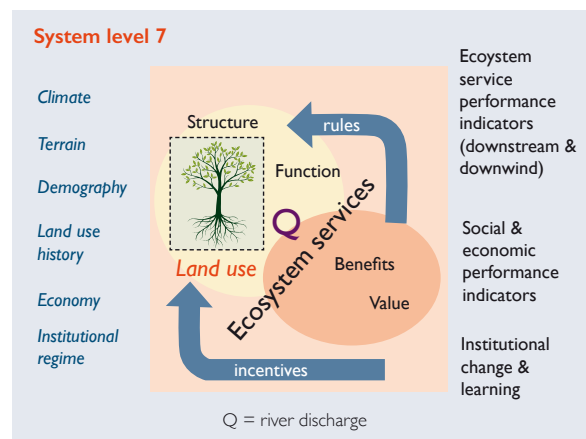 System level 7
Climate
Terrain
Demography
Land use
history
Economy
Institutional
regime
Structure
Function
Q
Land use
Ecosystem services
Benefits
Value
rules
incentives
Ecoystem
service
performance
indicators
(downstream &
downwind)
Social &
economic
performance
indicators
Institutional
change &
learning
Q = river discharge